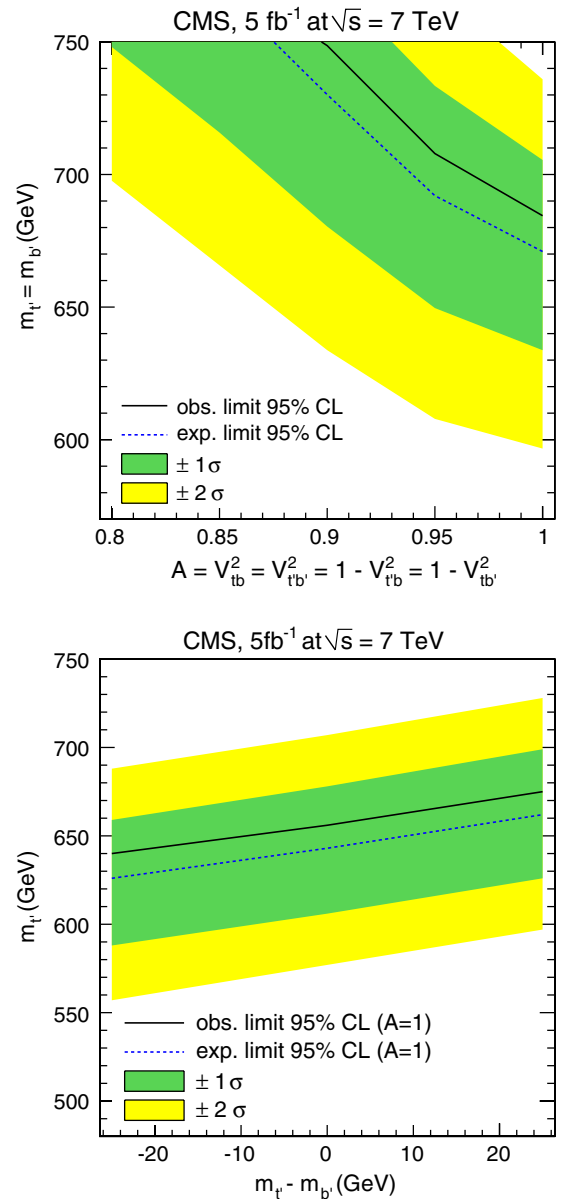 CMS, 5 fb⁻¹ at √s = 7 TeV
750
700
650
600
m_t' = m_b' (GeV)
obs. limit 95% CL
exp. limit 95% CL
± 1 σ
± 2 σ
0.8 0.85 0.9 0.95 1
A = V²_tb = V²_t'b' = 1 - V²_t'b = 1 - V²_tb'
CMS, 5fb⁻¹ at √s = 7 TeV
750
700
650
600
550
500
m_t' (GeV)
obs. limit 95% CL (A=1)
exp. limit 95% CL (A=1)
± 1 σ
± 2 σ
-20 -10 0 10 20
m_t' - m_b' (GeV)